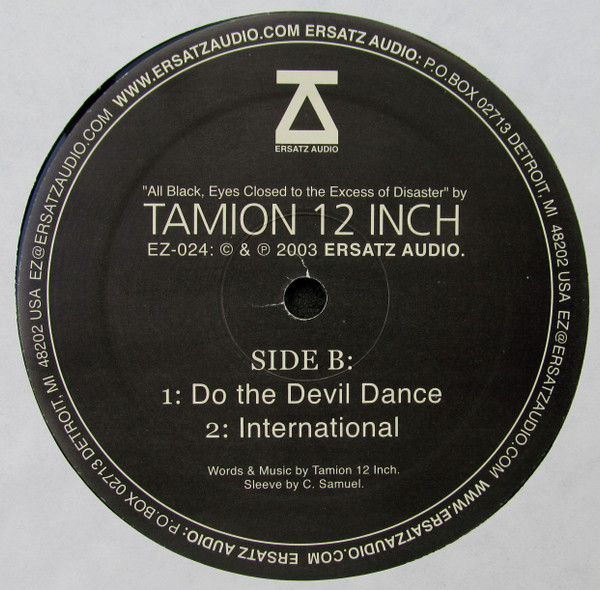 ERSATZ AUDIO: P.O.BOX 02713 DETROIT, MI 48202 USA EZ@ERSATZAUDIO.COM WWW.ERSATZAUDIO.COM
ERSATZ AUDIO: P.O.BOX 02713 DETROIT, MI 48202 USA EZ@ERSATZAUDIO.COM WWW.ERSATZAUDIO.COM
ERSATZ AUDIO
"All Black, Eyes Closed to the Excess of Disaster" by
TAMION 12 INCH
EZ-024: © & ℗ 2003 ERSATZ AUDIO.
SIDE B:
1: Do the Devil Dance
2: International
Words & Music by Tamion 12 Inch.
Sleeve by C. Samuel.